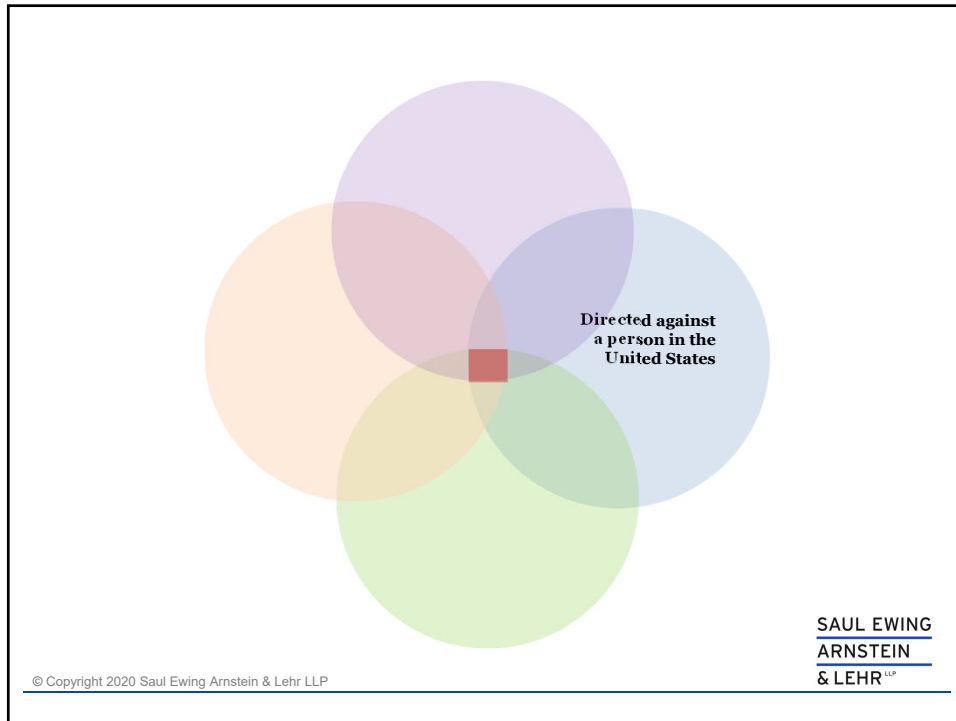 Directed against
a person in the
United States
SAUL EWING
ARNSTEIN
& LEHR LLP
© Copyright 2020 Saul Ewing Arnstein & Lehr LLP